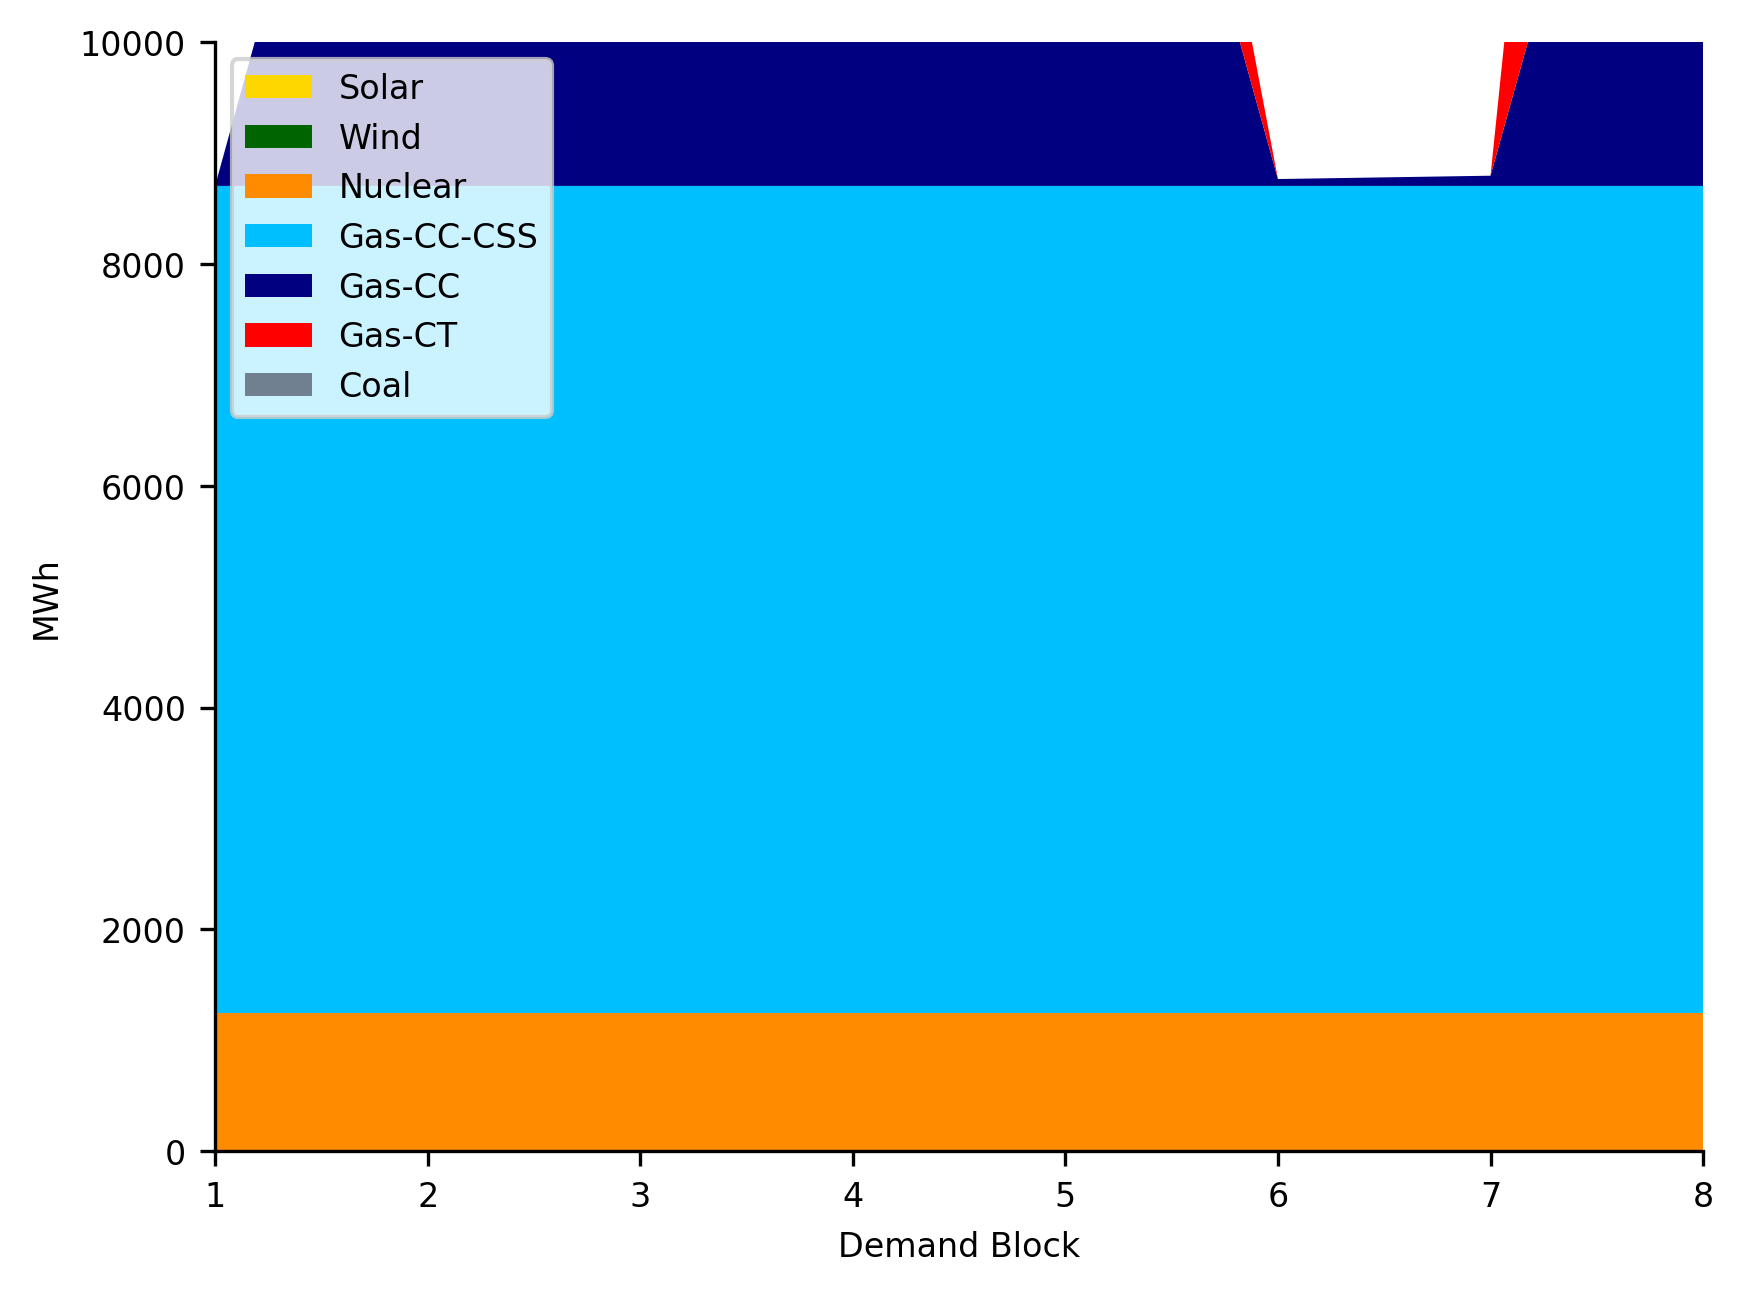 10000
8000
6000
4000
2000
0
MWh
Solar
Wind
Nuclear
Gas-CC-CSS
Gas-CC
Gas-CT
Coal
1 2 3 4 5 6 7 8
Demand Block